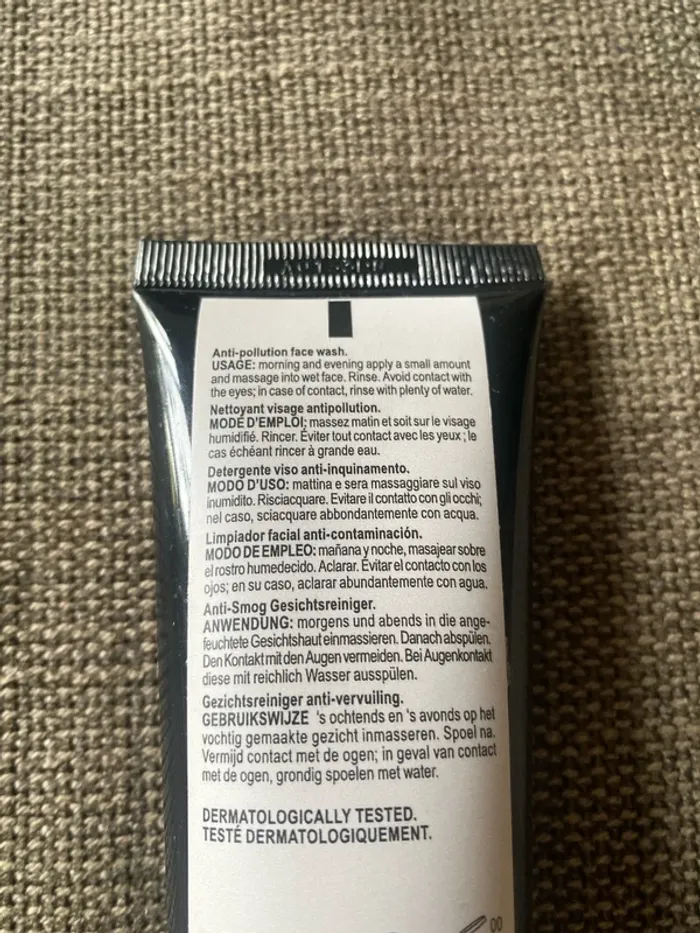 Anti-pollution face wash.
USAGE: morning and evening apply a small amount
and massage into wet face. Rinse. Avoid contact with
the eyes; in case of contact, rinse with plenty of water.
Nettoyant visage antipollution.
MODE D'EMPLOI: massez matin et soit sur le visage
humidifié. Rincer. Éviter tout contact avec les yeux ; le
cas échéant rincer à grande eau.
Detergente viso anti-inquinamento.
MODO D'USO: mattina e sera massaggiare sul viso
inumidito. Risciacquare. Evitare il contatto con gli occhi;
nel caso, sciacquare abbondantemente con acqua.
Limpiador facial anti-contaminación.
MODO DE EMPLEO: mañana y noche, masajear sobre
el rostro humedecido. Aclarar. Evitar el contacto con los
ojos; en su caso, aclarar abundantemente con agua.
Anti-Smog Gesichtsreiniger.
ANWENDUNG: morgens und abends in die ange-
feuchtete Gesichtshaut einmassieren. Danach abspülen.
Den Kontakt mit den Augen vermeiden. Bei Augenkontakt
diese mit reichlich Wasser ausspülen.
Gezichtsreiniger anti-vervuiling.
GEBRUIKSWIJZE 's ochtends en 's avonds op het
vochtig gemaakte gezicht inmasseren. Spoel na.
Vermijd contact met de ogen; in geval van contact
met de ogen, grondig spoelen met water.
DERMATOLOGICALLY TESTED.
TESTÉ DERMATOLOGIQUEMENT.
00